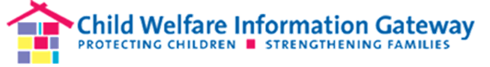 Child Welfare Information Gateway
PROTECTING CHILDREN ■ STRENGTHENING FAMILIES